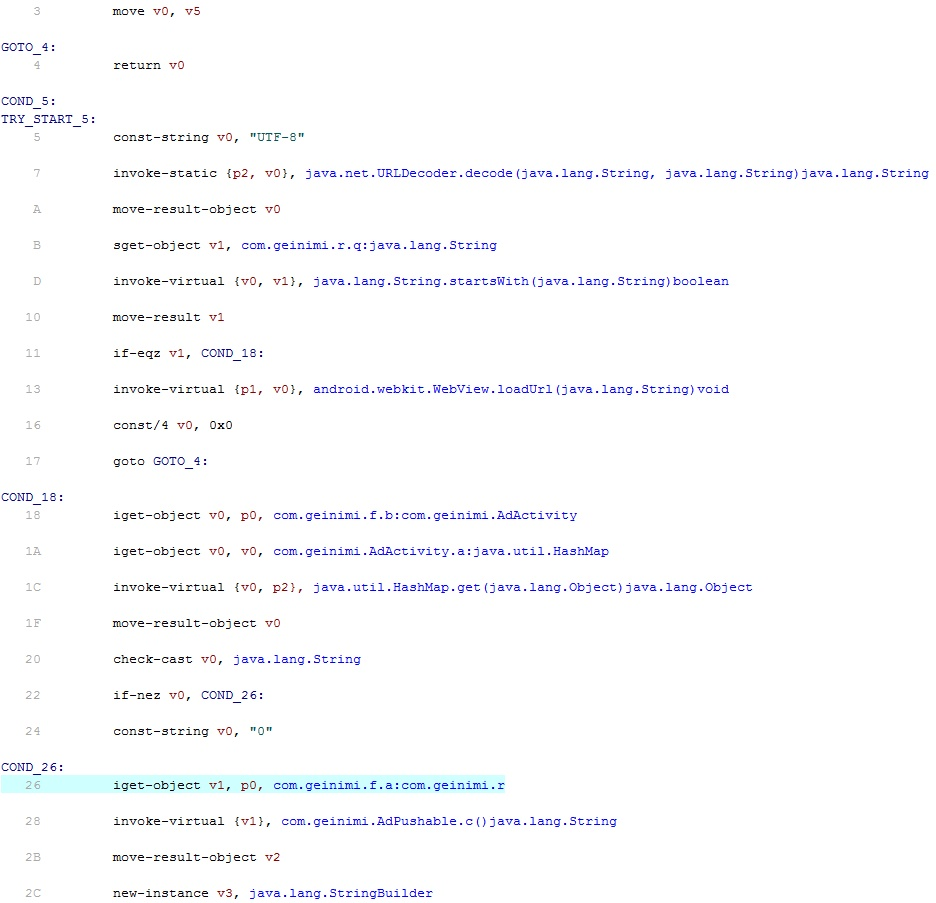 3 move v0, v5
GOTO_4:
4 return v0
COND_5:
TRY_START_5:
5 const-string v0, "UTF-8"
7 invoke-static {p2, v0}, java.net.URLDecoder.decode(java.lang.String, java.lang.String)java.lang.String
A move-result-object v0
B sget-object v1, com.geinimi.r.q:java.lang.String
D invoke-virtual {v0, v1}, java.lang.String.startsWith(java.lang.String)boolean
10 move-result v1
11 if-eqz v1, COND_18:
13 invoke-virtual {p1, v0}, android.webkit.WebView.loadUrl(java.lang.String)void
16 const/4 v0, 0x0
17 goto GOTO_4:
COND_18:
18 iget-object v0, p0, com.geinimi.f.b:com.geinimi.AdActivity
1A iget-object v0, v0, com.geinimi.AdActivity.a:java.util.HashMap
1C invoke-virtual {v0, p2}, java.util.HashMap.get(java.lang.Object)java.lang.Object
1F move-result-object v0
20 check-cast v0, java.lang.String
22 if-nez v0, COND_26:
24 const-string v0, "0"
COND_26:
26 iget-object v1, p0, com.geinimi.f.a:com.geinimi.r
28 invoke-virtual {v1}, com.geinimi.AdPushable.c()java.lang.String
2B move-result-object v2
2C new-instance v3, java.lang.StringBuilder